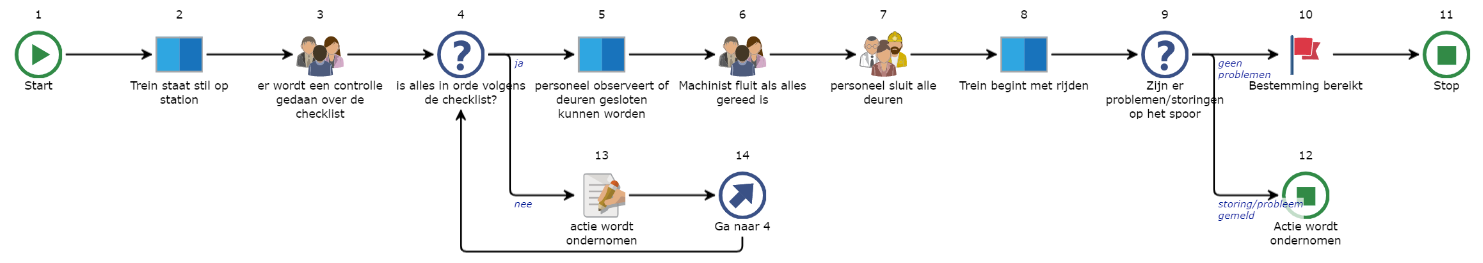 1
2
3
4
5
6
7
8
9
10
11
Start
Trein staat stil op
station
er wordt een controlle
gedaan over de
checklist
is alles in orde volgens
de checklist?
ja
personeel observeert of
deuren gesloten
kunnen worden
Machinist fluit als alles
gereed is
personeel sluit alle
deuren
Trein begint met rijden
Zijn er
problemen/storingen
op het spoor
geen
problemen
Bestemming bereikt
Stop
13
14
12
nee
actie wordt
ondernomen
Ga naar 4
storing/probleem
gemeld
Actie wordt
ondernomen